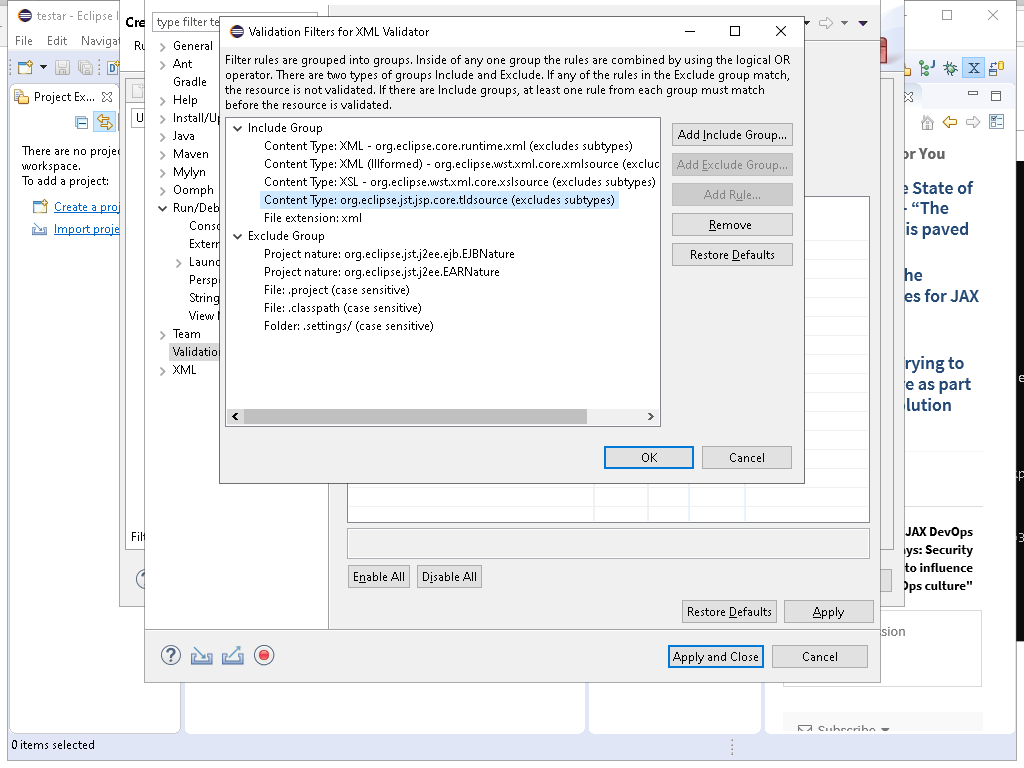 testar - Eclipse I
File Edit Naviga
Project Ex...
There are no proje
workspace.
To add a project:
Create a proj
Import proje
0 items selected
Cre
Ru
U
Filt
type filter te
General
Ant
Gradle
Help
Install/Up
Java
Maven
Mylyn
Oomph
Run/Deb
Conso
Extern
Launc
Persp
String
View M
Team
Validatio
XML
Validation Filters for XML Validator
Filter rules are grouped into groups. Inside of any one group the rules are combined by using the logical OR
operator. There are two types of groups Include and Exclude. If any of the rules in the Exclude group match,
the resource is not validated. If there are Include groups, at least one rule from each group must match
before the resource is validated.
Include Group
Content Type: XML - org.eclipse.core.runtime.xml (excludes subtypes)
Content Type: XML (Illformed) - org.eclipse.wst.xml.core.xmlsource (exclud
Content Type: XSL - org.eclipse.wst.xml.core.xslsource (excludes subtypes)
Content Type: org.eclipse.jst.jsp.core.tldsource (excludes subtypes)
File extension: xml
Exclude Group
Project nature: org.eclipse.jst.j2ee.ejb.EJBNature
Project nature: org.eclipse.jst.j2ee.EARNature
File: .project (case sensitive)
File: .classpath (case sensitive)
Folder: .settings/ (case sensitive)
Add Include Group...
Add Exclude Group...
Add Rule...
Remove
Restore Defaults
OK
Cancel
Enable All
Disable All
Restore Defaults
Apply
Apply and Close
Cancel
or You
e State of
- “The
is paved
he
es for JAX
rying to
e as part
lution
JAX DevOps
ys: Security
to influence
Ops culture"
ssion
Subscribe